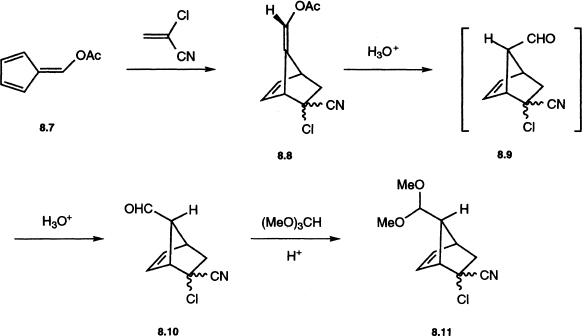 Cl
CN
OAc
8.7
H
OAc
CN
Cl
8.8
H₃O⁺
H
CHO
CN
Cl
8.9
H₃O⁺
OHC
H
CN
Cl
8.10
(MeO)₃CH
H⁺
MeO
MeO
H
CN
Cl
8.11